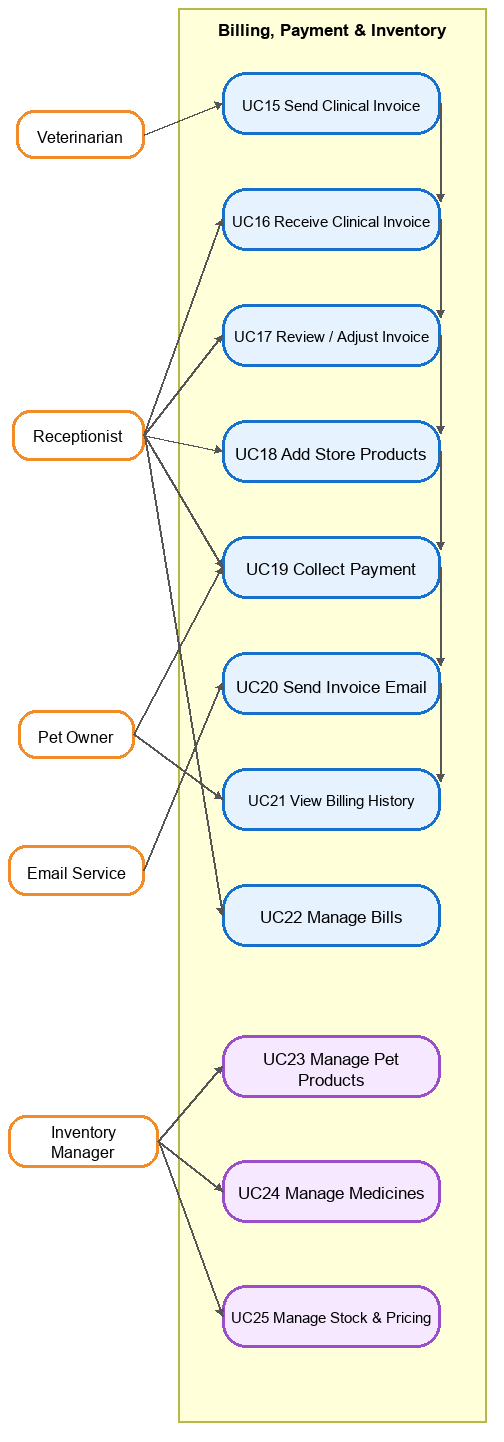 Billing, Payment & Inventory
UC15 Send Clinical Invoice
Veterinarian
UC16 Receive Clinical Invoice
UC17 Review / Adjust Invoice
Receptionist
UC18 Add Store Products
UC19 Collect Payment
UC20 Send Invoice Email
Pet Owner
UC21 View Billing History
Email Service
UC22 Manage Bills
UC23 Manage Pet
Products
Inventory
Manager
UC24 Manage Medicines
UC25 Manage Stock & Pricing